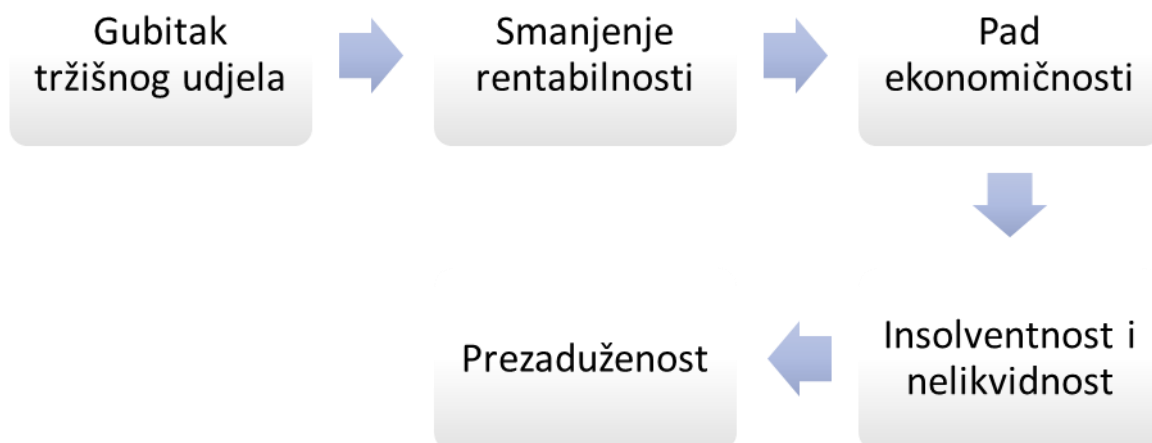 Gubitak
tržišnog udjela
Smanjenje
rentabilnosti
Pad
ekonomičnosti
Insolventnost i
nelikvidnost
Prezaduženost